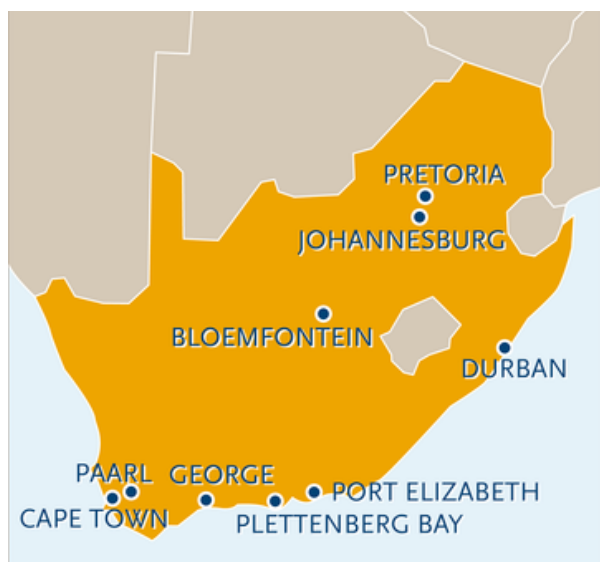 PRETORIA
JOHANNESBURG
BLOEMFONTEIN
DURBAN
PAARL
GEORGE
PORT ELIZABETH
CAPE TOWN
PLETTENBERG BAY